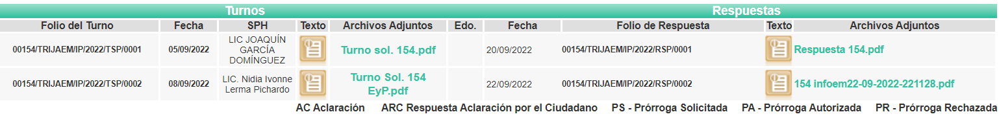 Turnos Respuestas
Folio del Turno Fecha SPH Texto Archivos Adjuntos Edo. Fecha Folio de Respuesta Texto Archivos Adjuntos
00154/TRIJAEM/IP/2022/TSP/0001 05/09/2022 LIC JOAQUÍN GARCÍA DOMÍNGUEZ Turno sol. 154.pdf 20/09/2022 00154/TRIJAEM/IP/2022/RSP/0001 Respuesta 154.pdf
00154/TRIJAEM/IP/2022/TSP/0002 08/09/2022 LIC. Nidia Ivonne Lerma Pichardo Turno Sol. 154 EyP.pdf 22/09/2022 00154/TRIJAEM/IP/2022/RSP/0002 154 infoem22-09-2022-221128.pdf
AC Aclaración ARC Respuesta Aclaración por el Ciudadano PS - Prórroga Solicitada PA - Prórroga Autorizada PR - Prórroga Rechazada